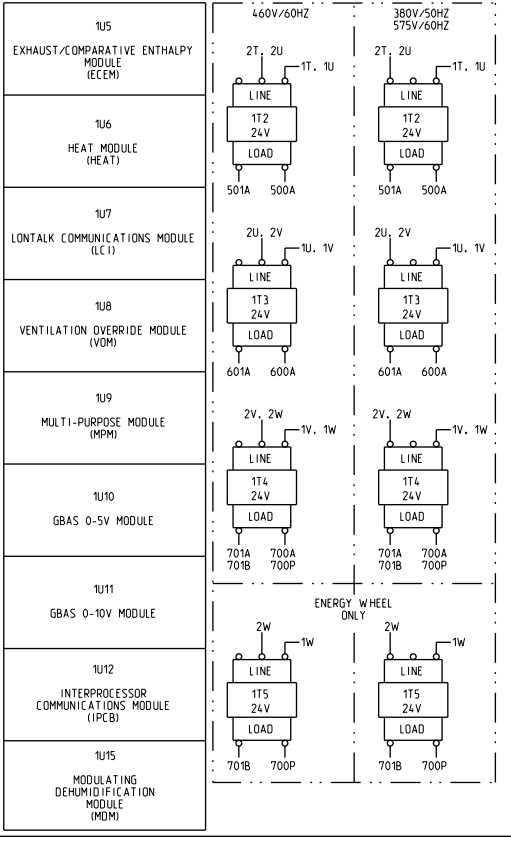 1U5
EXHAUST/COMPARATIVE ENTHALPY
MODULE
(ECEM)
1U6
HEAT MODULE
(HEAT)
1U7
LONTALK COMMUNICATIONS MODULE
(LCI)
1U8
VENTILATION OVERRIDE MODULE
(VOM)
1U9
MULTI-PURPOSE MODULE
(MPM)
1U10
GBAS 0-5V MODULE
1U11
GBAS 0-10V MODULE
1U12
INTERPROCESSOR
COMMUNICATIONS MODULE
(IPCB)
1U15
MODULATING
DEHUMIDIFICATION
MODULE
(MDM)
460V/60HZ
2T, 2U
1T, 1U
LINE
1T2
24V
LOAD
501A 500A
2U, 2V
1U, 1V
LINE
1T3
24V
LOAD
601A 600A
2V, 2W
1V, 1W
LINE
1T4
24V
LOAD
701A 700A
701B 700P
380V/50HZ
575V/60HZ
2T, 2U
1T, 1U
LINE
1T2
24V
LOAD
501A 500A
2U, 2V
1U, 1V
LINE
1T3
24V
LOAD
601A 600A
2V, 2W
1V, 1W
LINE
1T4
24V
LOAD
701A 700A
701B 700P
ENERGY WHEEL
ONLY
2W
1W
LINE
1T5
24V
LOAD
701B 700P
2W
1W
LINE
1T5
24V
LOAD
701B 700P